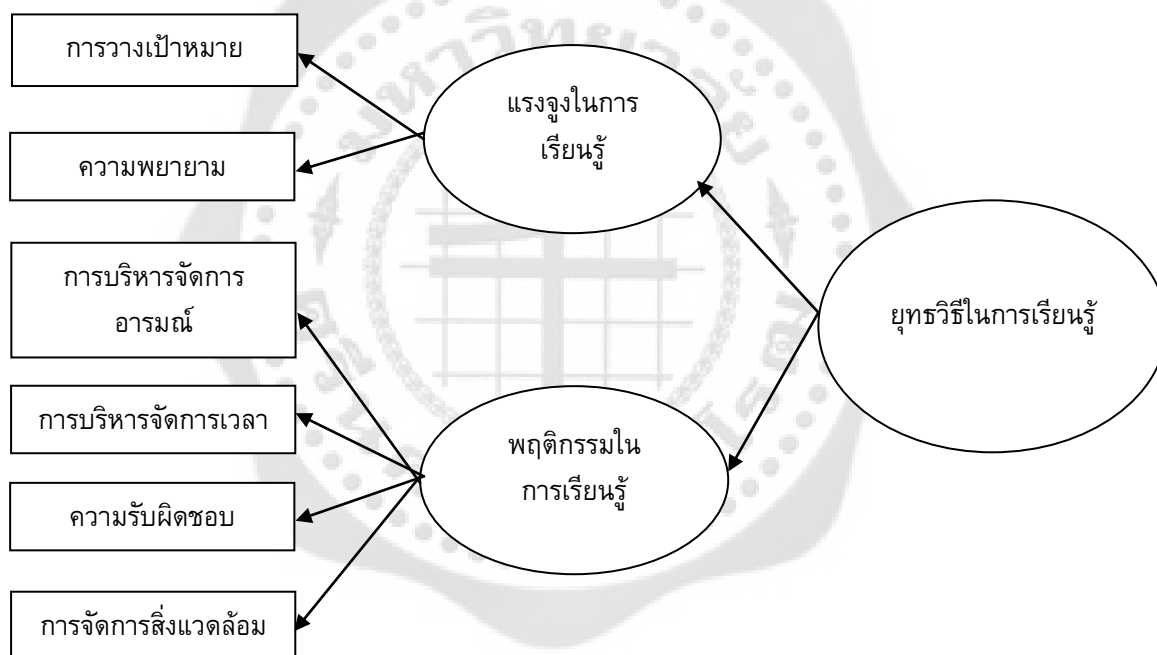 การวางเป้าหมาย
ความพยายาม
การบริหารจัดการ
อารมณ์
การบริหารจัดการเวลา
ความรับผิดชอบ
การจัดการสิ่งแวดล้อม
แรงจูงในการ
เรียนรู้
พฤติกรรมใน
การเรียนรู้
ยุทธวิธีในการเรียนรู้